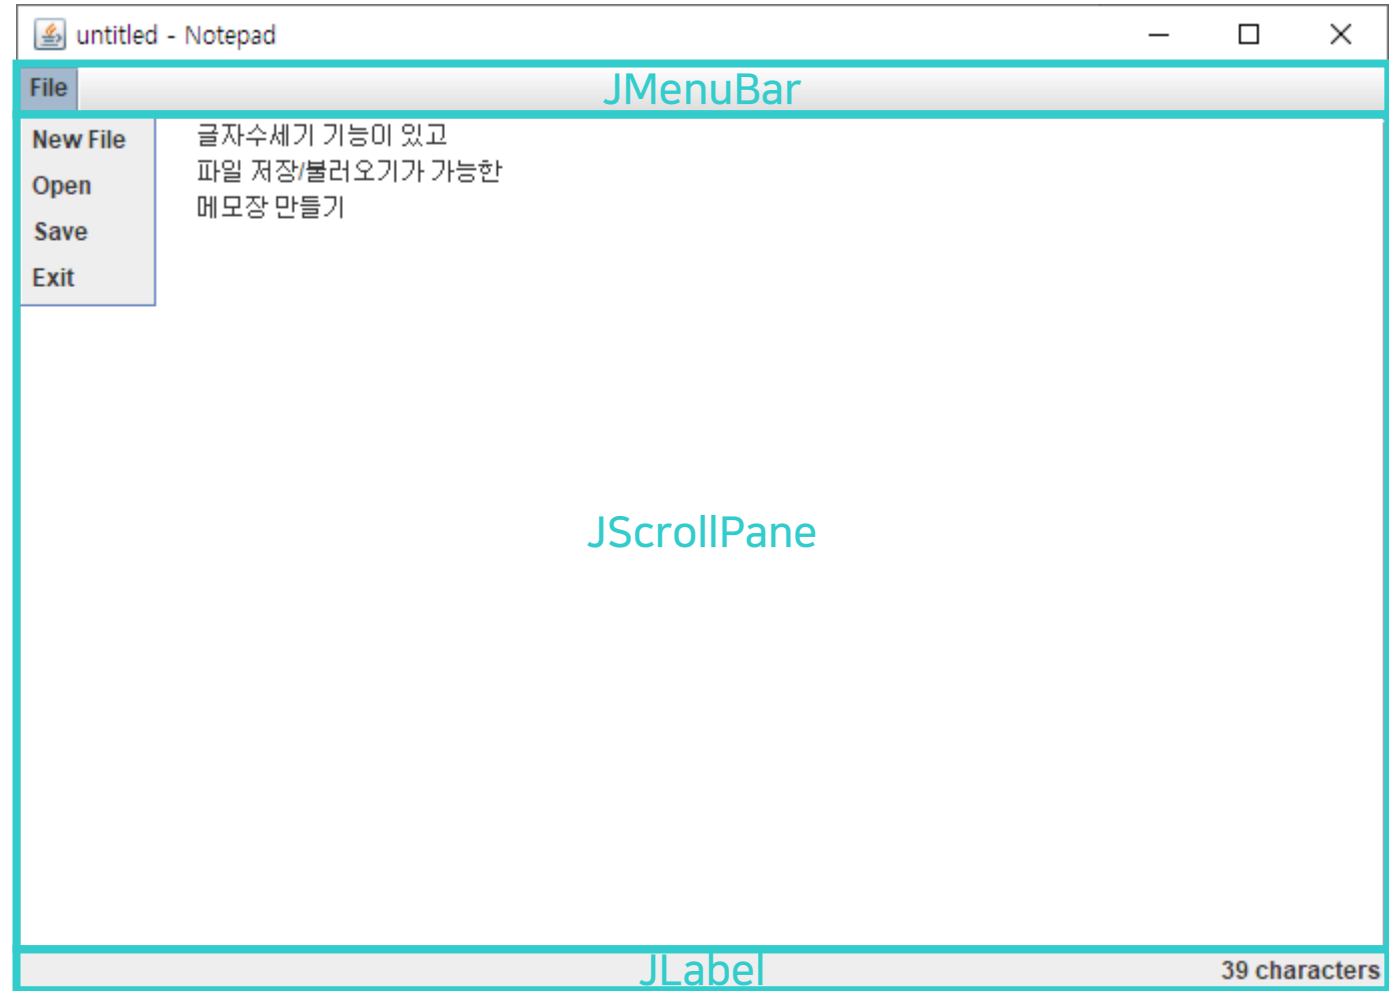 untitled - Notepad
File
JMenuBar
New File
Open
Save
Exit
글자수세기 기능이 있고
파일 저장/불러오기가 가능한
메모장 만들기
JScrollPane
JLabel
39 characters